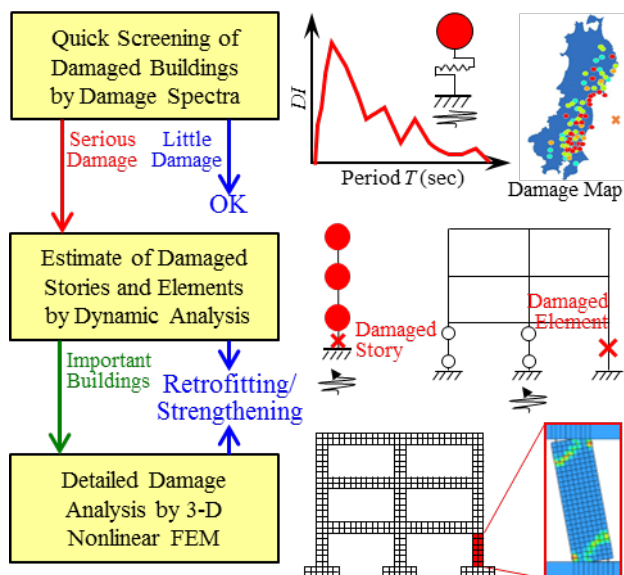 Quick Screening of
Damaged Buildings
by Damage Spectra
Serious
Damage
Little
Damage
OK
DI
Period T (sec)
Damage Map
Estimate of Damaged
Stories and Elements
by Dynamic Analysis
Damaged
Story
Damaged
Element
Important
Buildings
Retrofitting/
Strengthening
Detailed Damage
Analysis by 3-D
Nonlinear FEM